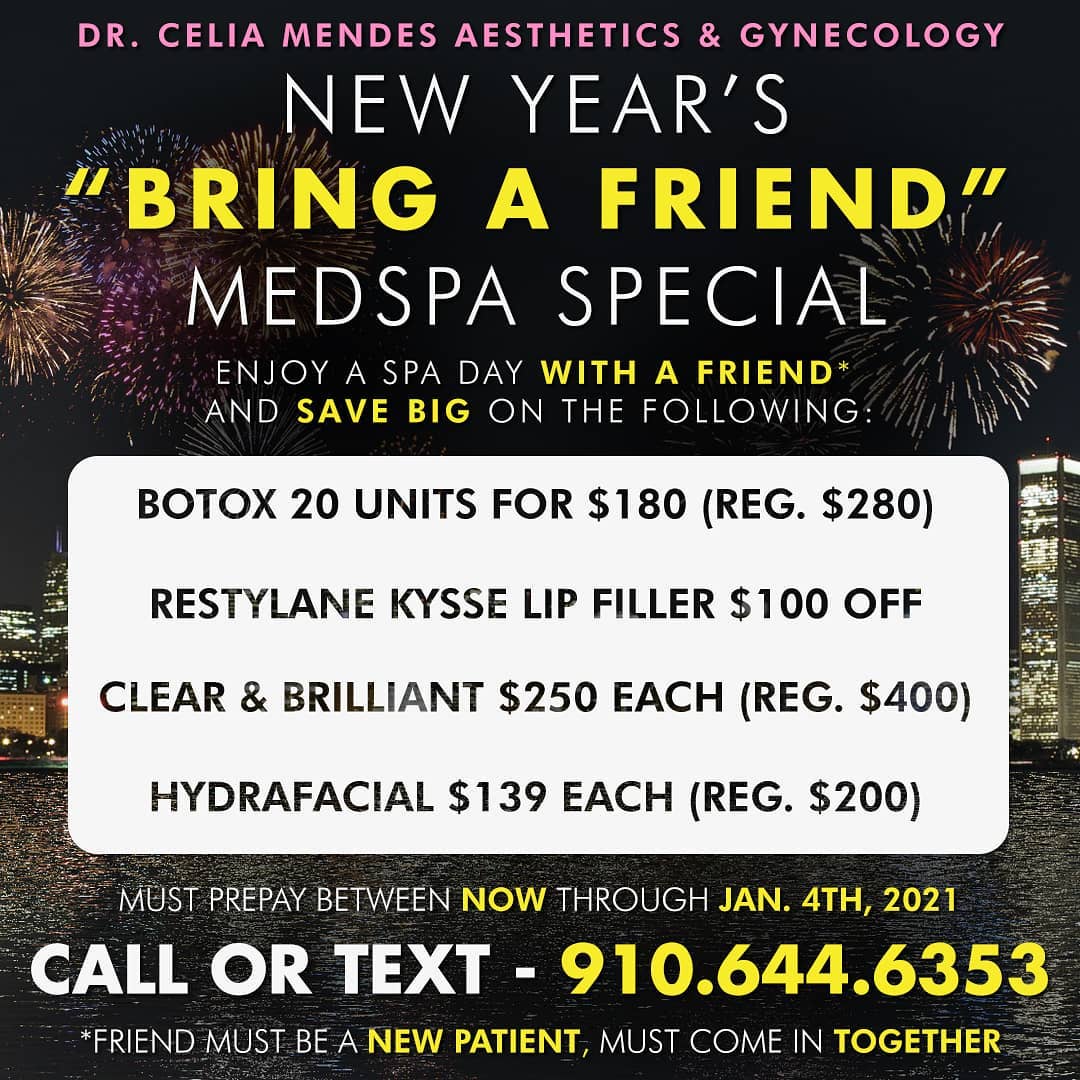 DR. CELIA MENDES AESTHETICS & GYNECOLOGY
NEW YEAR'S
"BRING A FRIEND"
MEDSPA SPECIAL
ENJOY A SPA DAY WITH A FRIEND*
AND SAVE BIG ON THE FOLLOWING:
BOTOX 20 UNITS FOR $180 (REG. $280)
RESTYLANE KYSSE LIP FILLER $100 OFF
CLEAR & BRILLIANT $250 EACH (REG. $400)
HYDRAFACIAL $139 EACH (REG. $200)
MUST PREPAY BETWEEN NOW THROUGH JAN. 4TH, 2021
CALL OR TEXT - 910.644.6353
*FRIEND MUST BE A NEW PATIENT, MUST COME IN TOGETHER